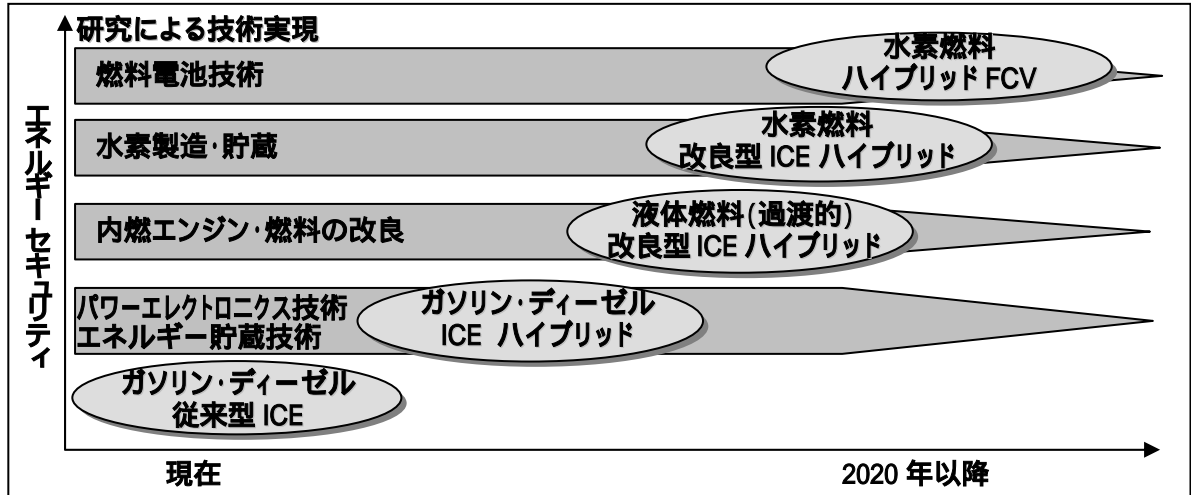 研究による技術実現
燃料電池技術
水素燃料
ハイブリッド FCV
水素製造･貯蔵
水素燃料
改良型 ICE ハイブリッド
内燃エンジン･燃料の改良
液体燃料(過渡的)
改良型 ICE ハイブリッド
パワーエレクトロニクス技術
エネルギー貯蔵技術
ガソリン･ディーゼル
ICE ハイブリッド
ガソリン･ディーゼル
従来型 ICE
エネルギーセキュリティ
現在
2020 年以降